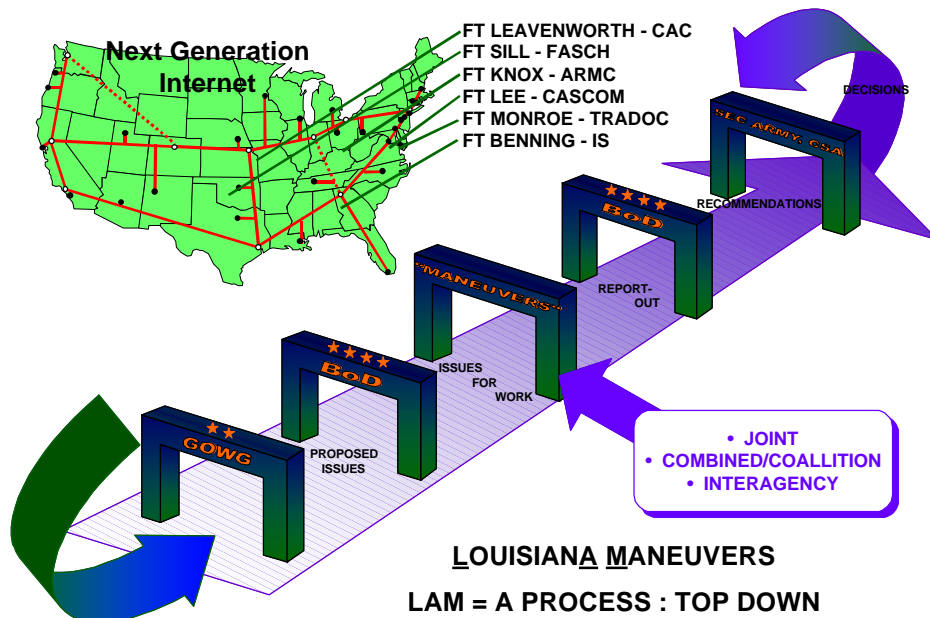 Next Generation
Internet
FT LEAVENWORTH - CAC
FT SILL - FASCH
FT KNOX - ARMC
FT LEE - CASCOM
FT MONROE - TRADOC
FT BENNING - IS
DECISIONS
SEC ARMY, CSA
RECOMMENDATIONS
BoD
REPORT-
OUT
"MANEUVERS"
ISSUES
FOR
WORK
BoD
PROPOSED
ISSUES
GOWG
• JOINT
• COMBINED/COALLITION
• INTERAGENCY
LOUISIANA MANEUVERS
LAM = A PROCESS : TOP DOWN